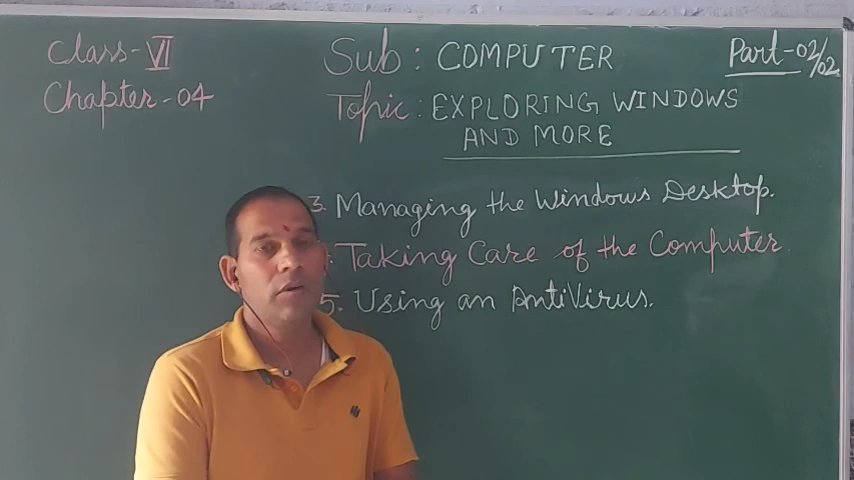 Class-VI
Chapter-04
Sub: COMPUTER
Part-02/02
Topic: EXPLORING WINDOWS
AND MORE
3. Managing the Windows Desktop.
. Taking Care of the Computer.
5. Using an AntiVirus.